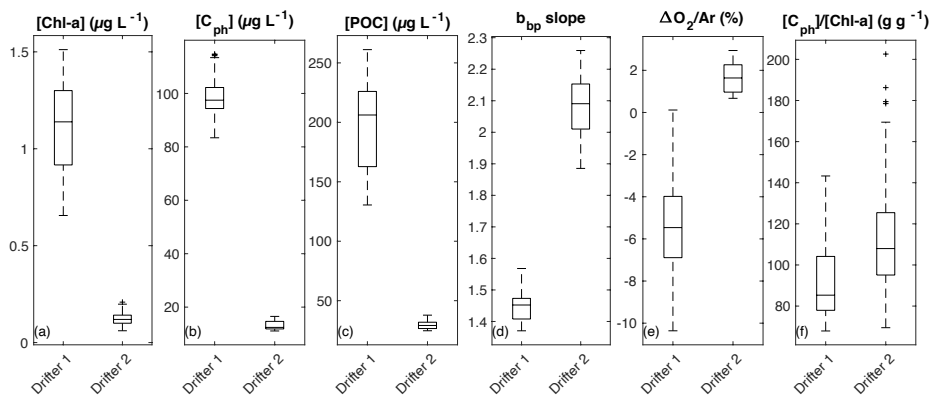 [Chl-a] (µg L⁻¹)
1.5
1
0.5
0
(a)
Drifter 1
Drifter 2
[C_ph] (µg L⁻¹)
100
80
60
40
20
(b)
Drifter 1
Drifter 2
[POC] (µg L⁻¹)
250
200
150
250
50
(c)
Drifter 1
Drifter 2
b_bp slope
2.3
2.2
2.1
2
1.9
1.8
1.7
1.6
1.5
1.4
(d)
Drifter 1
Drifter 2
ΔO₂/Ar (%)
2
0
-4
-2
-6
-8
-10
(e)
Drifter 1
Drifter 2
[C_ph]/[Chl-a] (g g⁻¹)
200
180
160
140
120
100
80
(f)
Drifter 1
Drifter 2